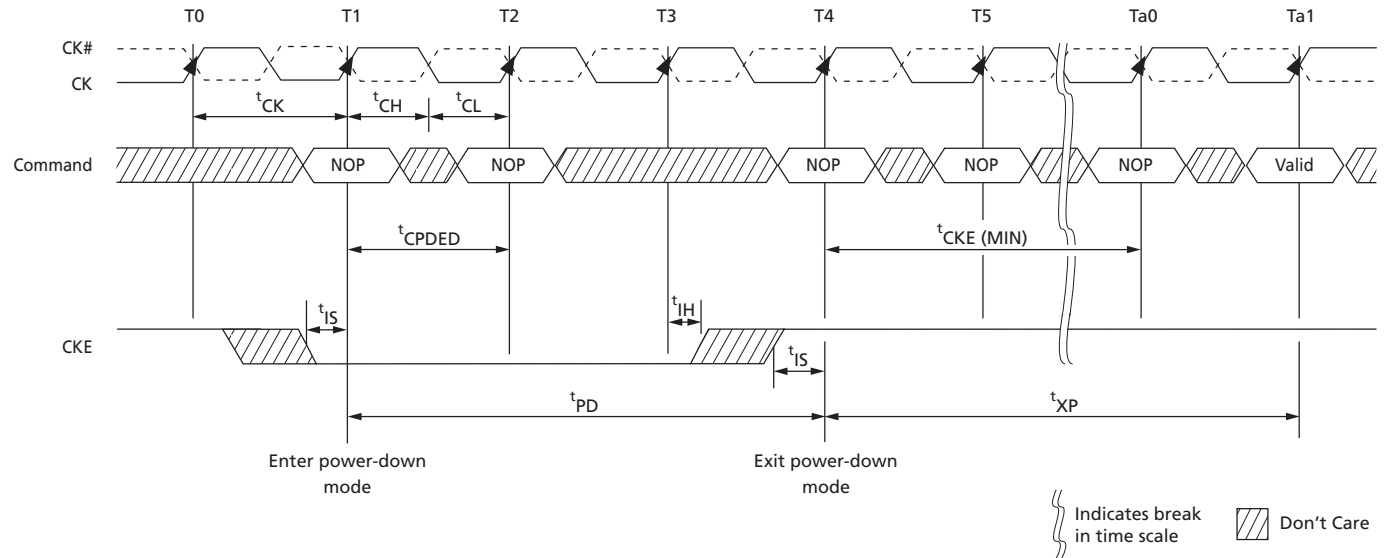 T0 T1 T2 T3 T4 T5 Ta0 Ta1
CK#
CK
tCK tCH tCL
Command NOP NOP NOP NOP NOP Valid
tCPDED tCKE (MIN)
tIS tIH
CKE
tIS
tPD tXP
Enter power-down
mode
Exit power-down
mode
Indicates break
in time scale
Don't Care